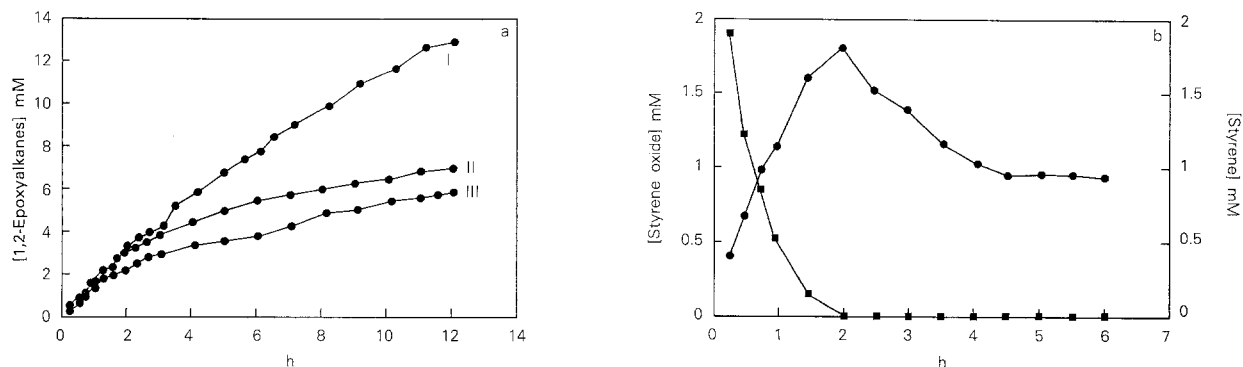 [1,2-Epoxyalkanes] mM
14
12
10
8
6
4
2
0
a
I
II
III
0 2 4 6 8 10 12 14
h
[Styrene oxide] mM
2
1.5
1
0.5
0
b
2
1.5
1
0.5
0
[Styrene] mM
0 1 2 3 4 5 6 7
h